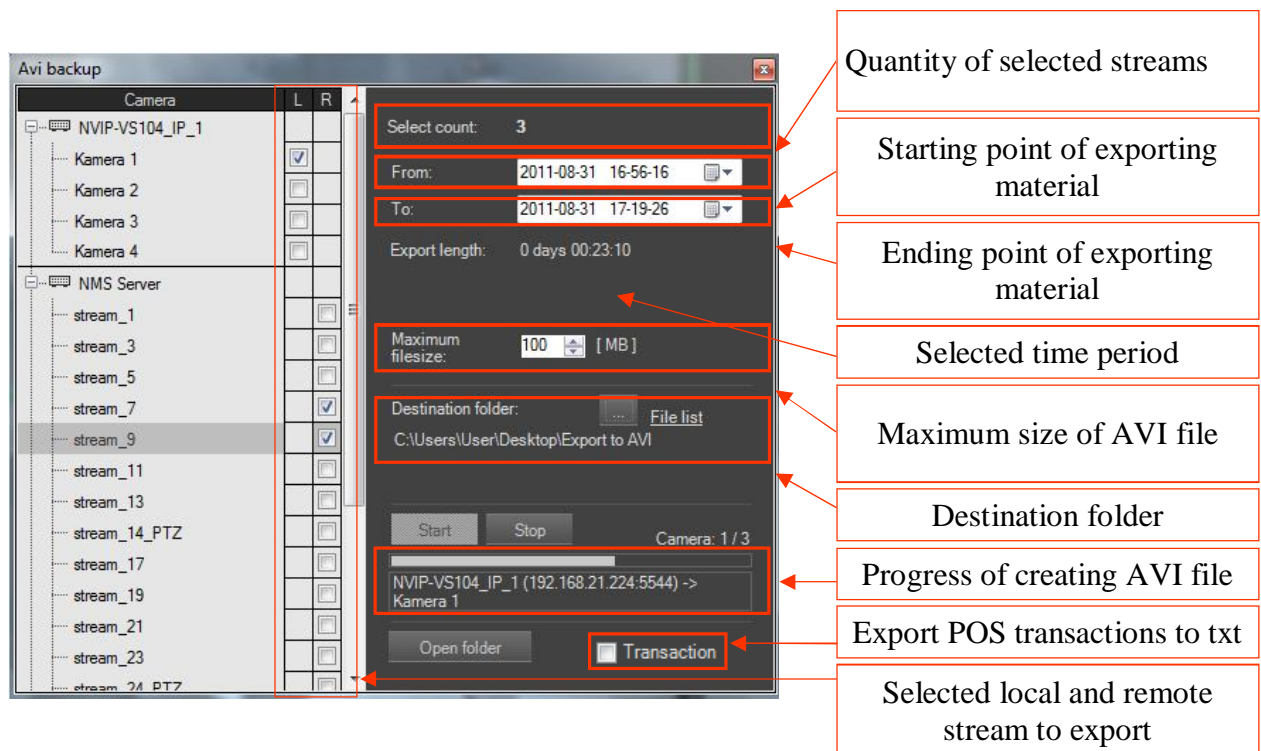 Avi backup
Camera L R
NVIP-VS104_IP_1
Kamera 1
Kamera 2
Kamera 3
Kamera 4
NMS Server
stream_1
stream_3
stream_5
stream_7
stream_9
stream_11
stream_13
stream_14_PTZ
stream_17
stream_19
stream_21
stream_23
stream_24_PTZ
Select count: 3
From: 2011-08-31 16-56-16
To: 2011-08-31 17-19-26
Export length: 0 days 00:23:10
Maximum
filesize: 100 [ MB ]
Destination folder: ... File list
C:\Users\User\Desktop\Export to AVI
Start Stop Camera: 1 / 3
NVIP-VS104_IP_1 (192.168.21.224:5544) ->
Kamera 1
Open folder Transaction
Quantity of selected streams
Starting point of exporting
material
Ending point of exporting
material
Selected time period
Maximum size of AVI file
Destination folder
Progress of creating AVI file
Export POS transactions to txt
Selected local and remote
stream to export